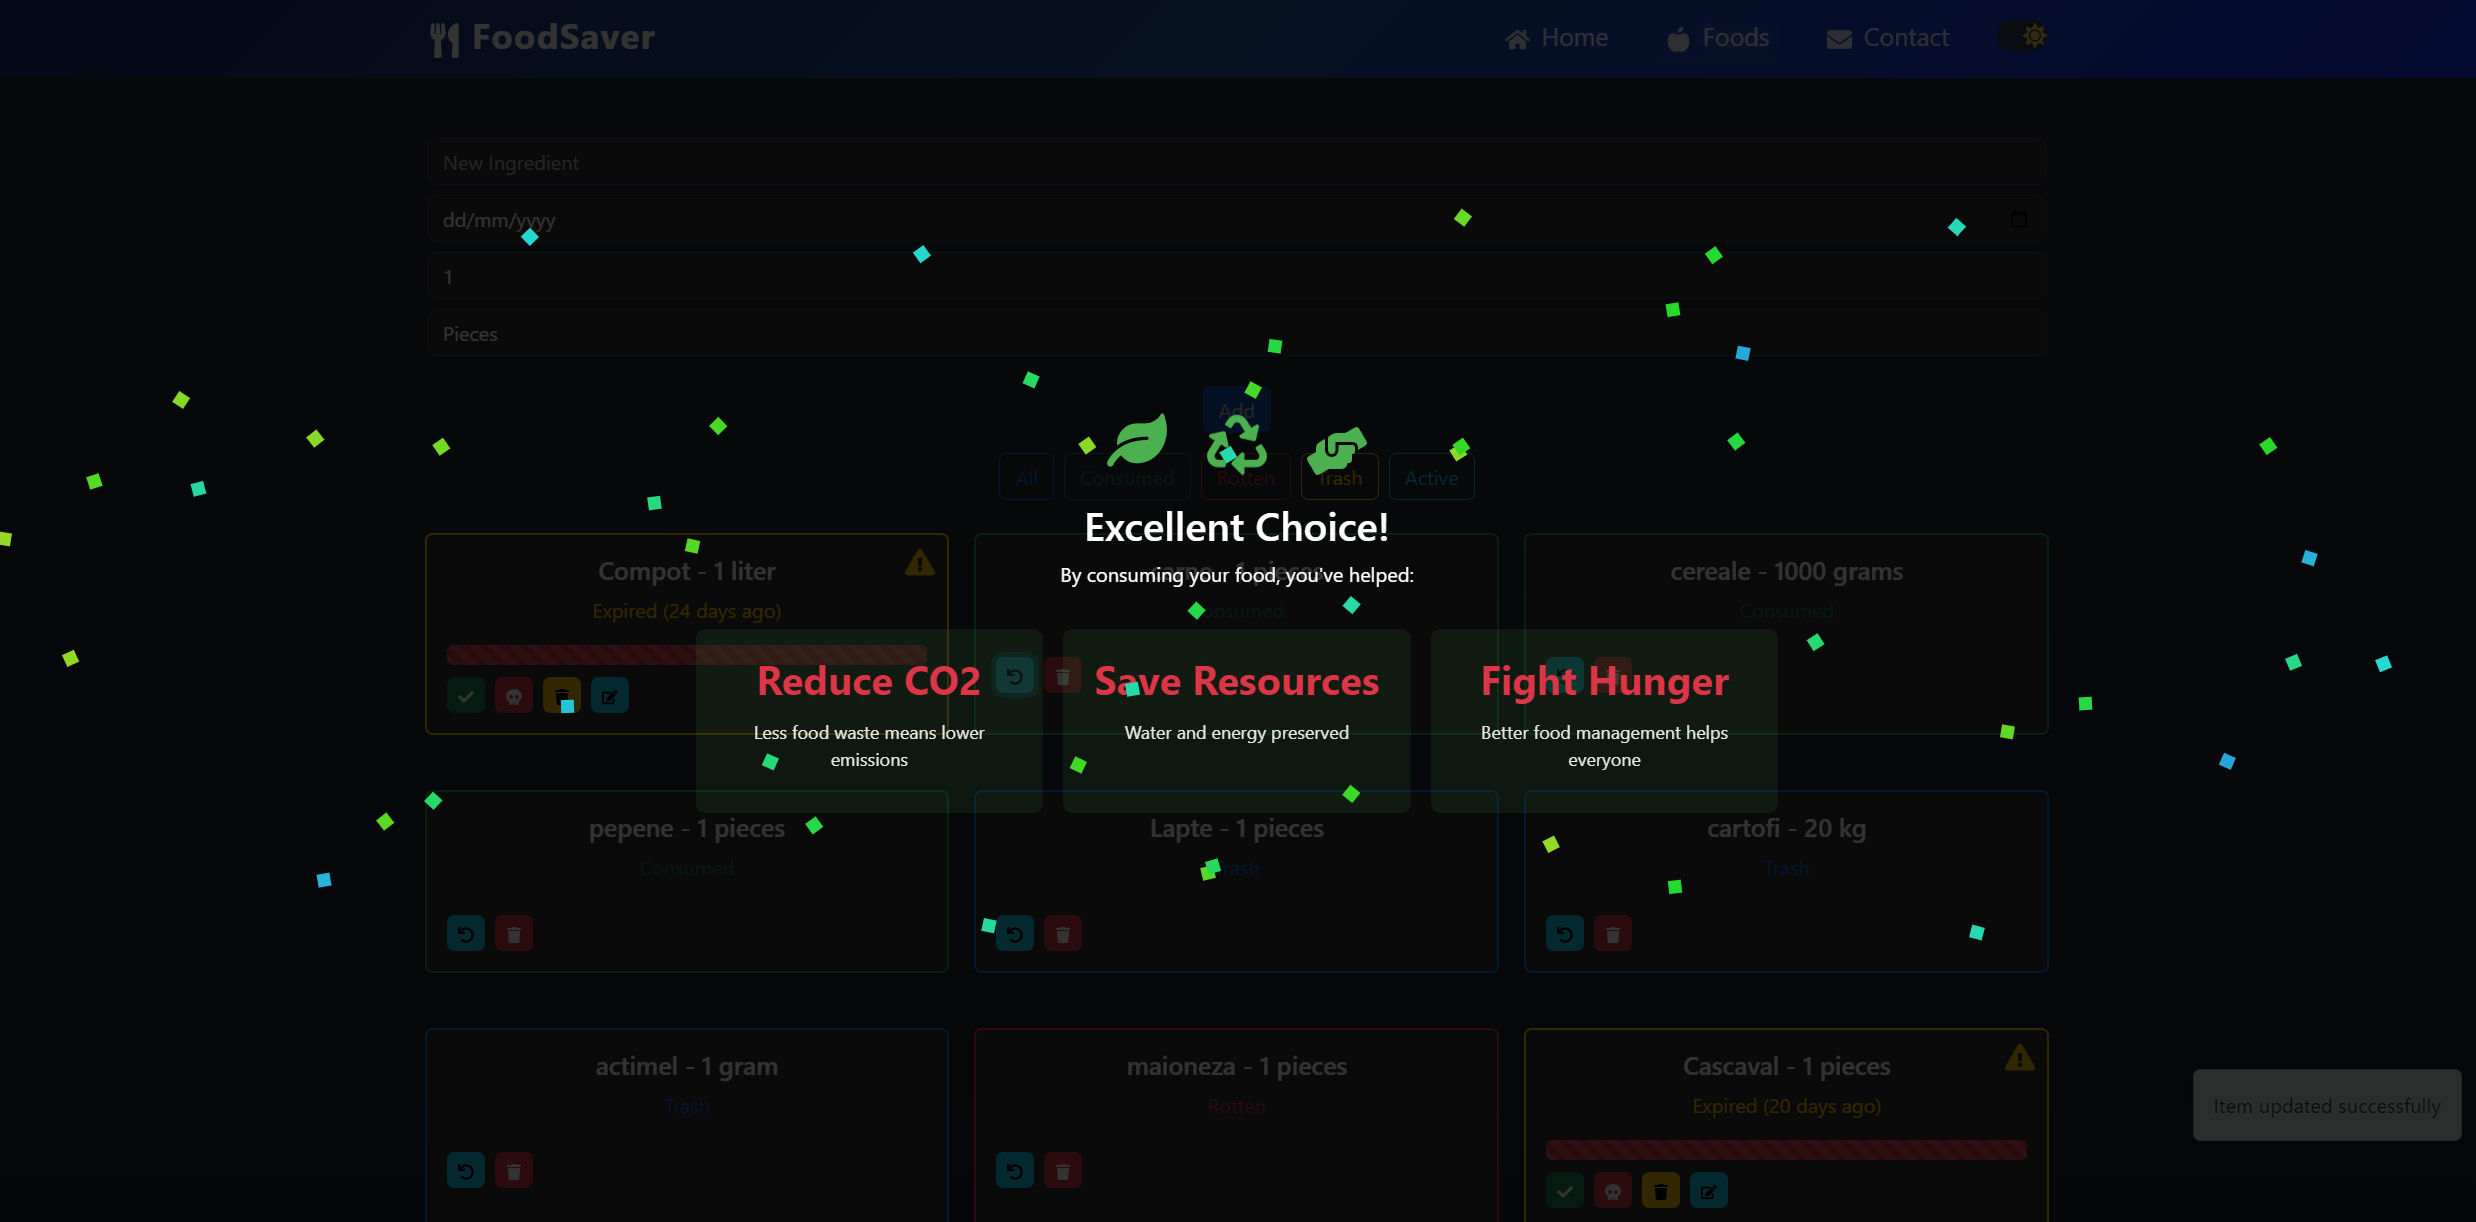 FoodSaver
Home
Foods
Contact
New Ingredient
dd/mm/yyyy
1
Pieces
Add
All
Consumed
Rotten
Trash
Active
Excellent Choice!
By consuming your food, you've helped:
Compot - 1 liter
Expired (24 days ago)
carne - 1 pieces
Consumed
cereale - 1000 grams
Consumed
Reduce CO2
Less food waste means lower
emissions
Save Resources
Water and energy preserved
Fight Hunger
Better food management helps
everyone
pepene - 1 pieces
Consumed
Lapte - 1 pieces
Trash
cartofi - 20 kg
Trash
actimel - 1 gram
Trash
maioneza - 1 pieces
Rotten
Cascaval - 1 pieces
Expired (20 days ago)
Item updated successfully